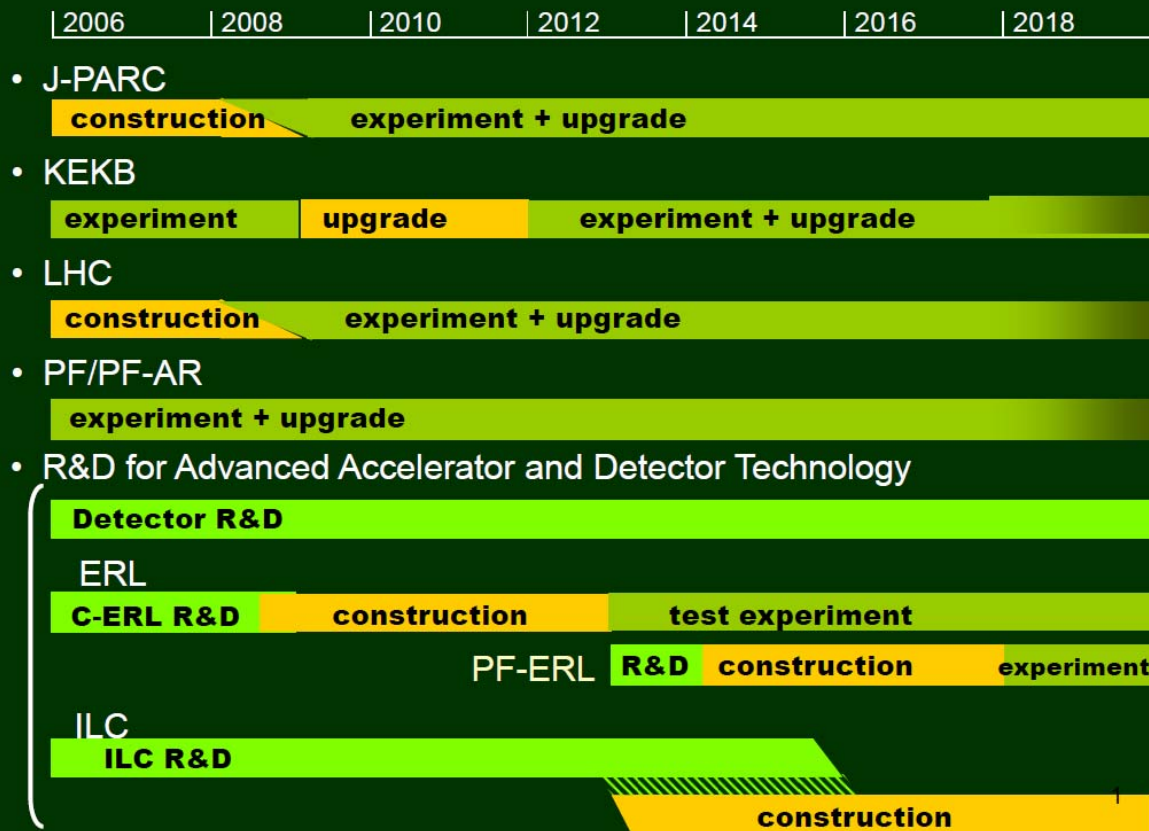 2006 2008 2010 2012 2014 2016 2018
• J-PARC
construction experiment + upgrade
• KEKB
experiment upgrade experiment + upgrade
• LHC
construction experiment + upgrade
• PF/PF-AR
experiment + upgrade
• R&D for Advanced Accelerator and Detector Technology
Detector R&D
ERL
C-ERL R&D construction test experiment
PF-ERL R&D construction experiment
ILC
ILC R&D
1
construction